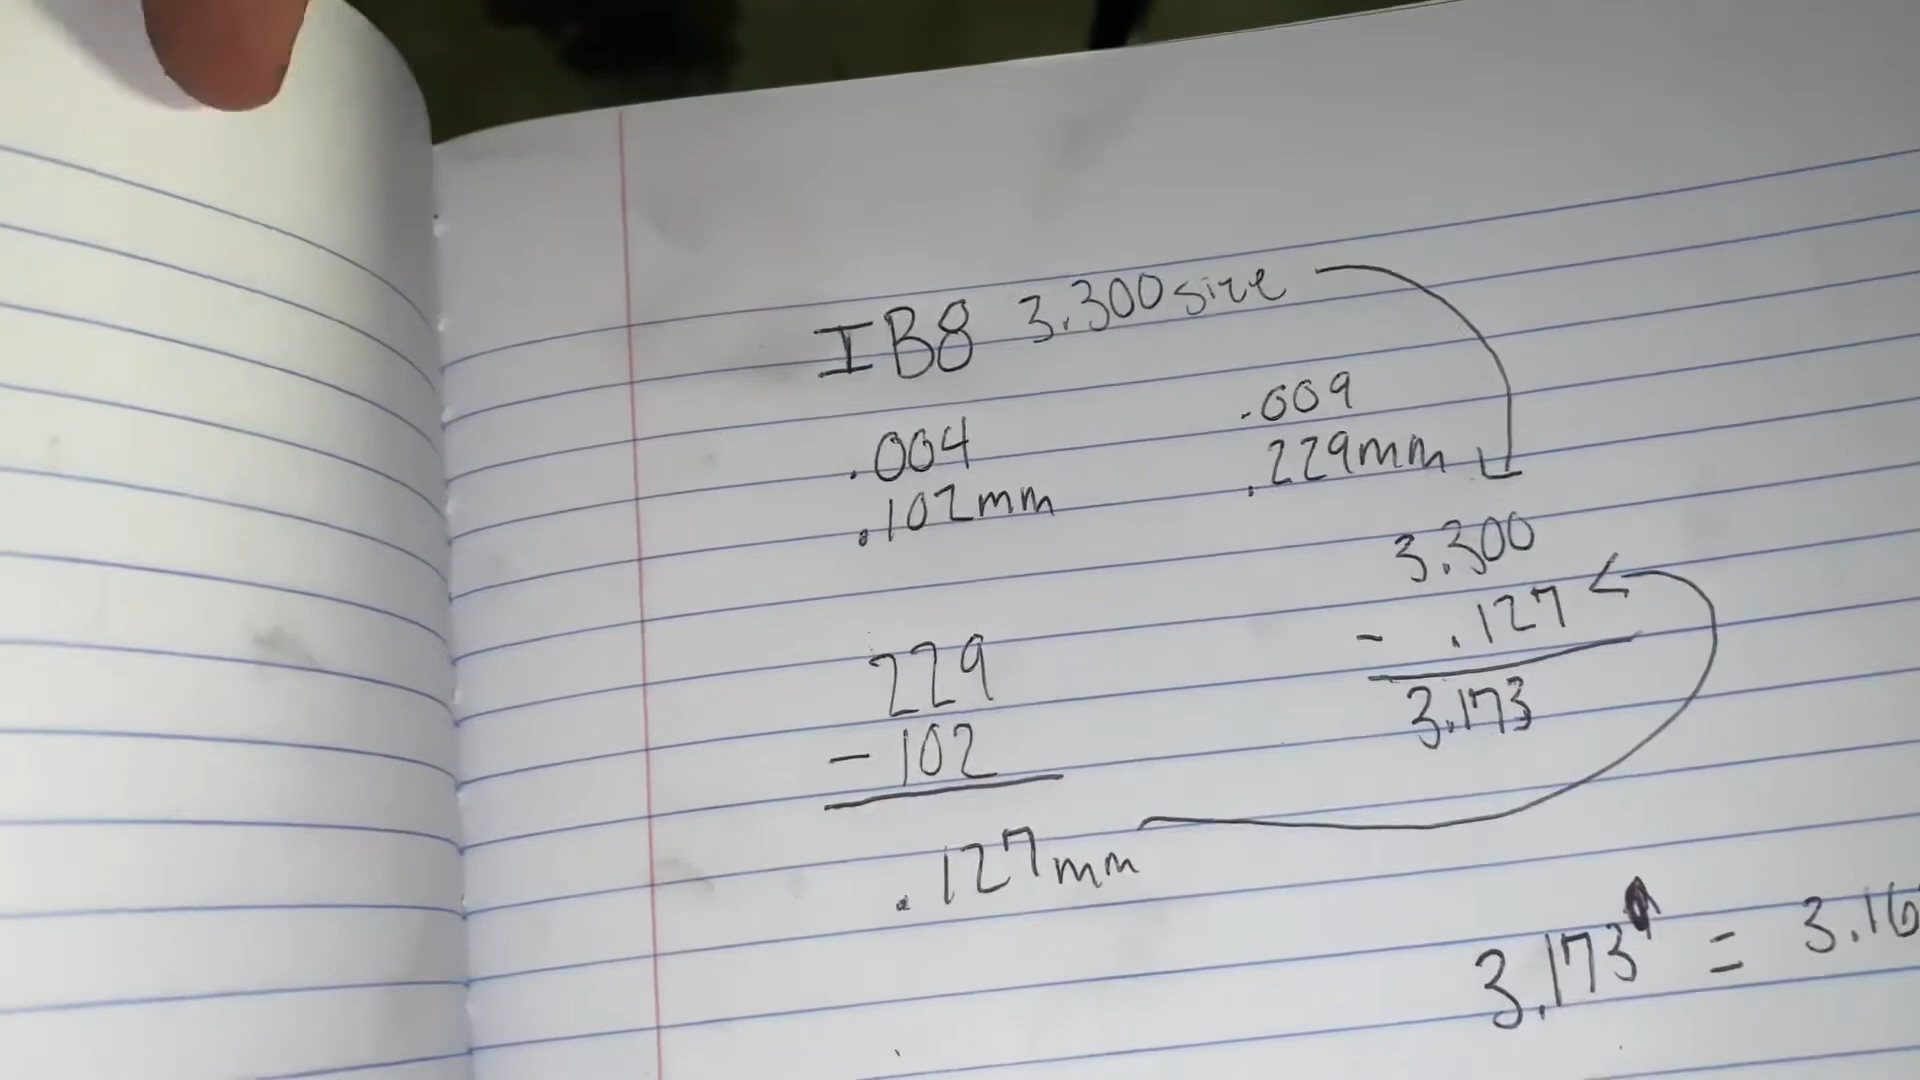 IB8 3.300 size
.004
.102mm
.009
.229mm
229
- 102
.127mm
3.300
- .127
3.173
3.173 = 3.16